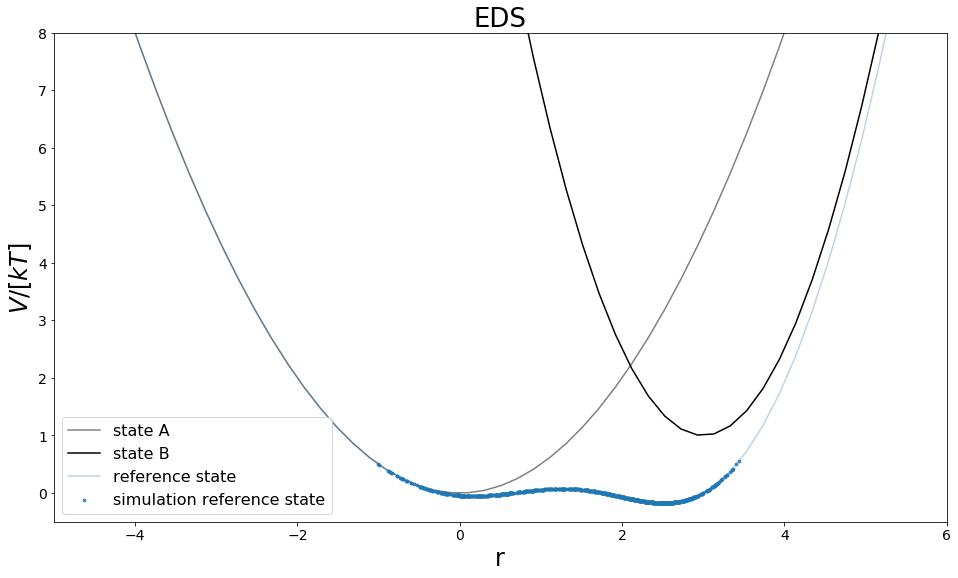 EDS
V/[kT]
8
7
6
5
4
3
2
1
0
state A
state B
reference state
simulation reference state
−4
−2
0
2
4
6
r